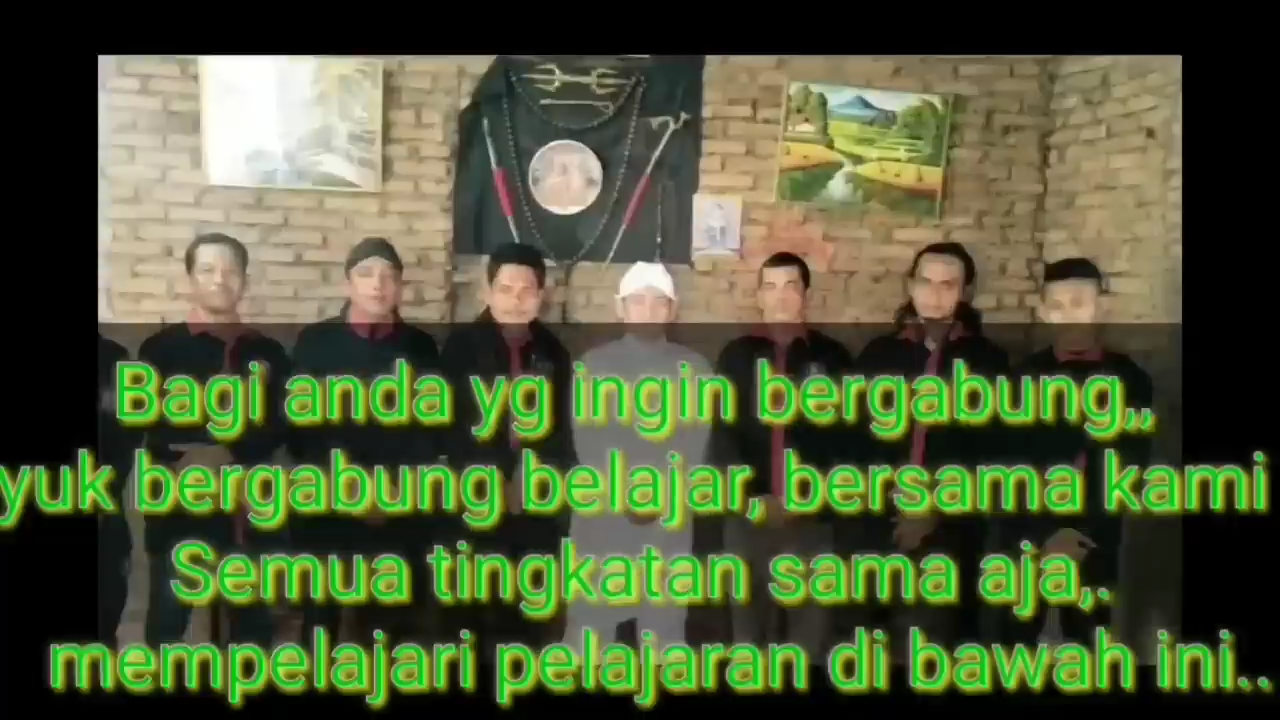 Bagi anda yg ingin bergabung,,
yuk bergabung belajar, bersama kami
Semua tingkatan sama aja,.
mempelajari pelajaran di bawah ini..